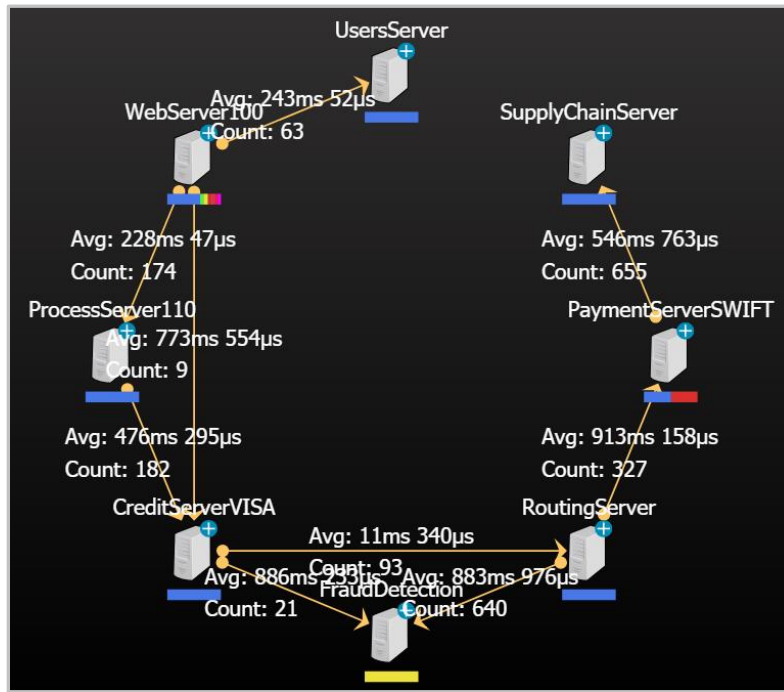 UsersServer
Avg: 243ms 52µs
WebServer100
Count: 63
SupplyChainServer
Avg: 228ms 47µs
Count: 174
Avg: 546ms 763µs
Count: 655
ProcessServer110
PaymentServerSWIFT
Avg: 773ms 554µs
Count: 9
Avg: 476ms 295µs
Count: 182
Avg: 913ms 158µs
Count: 327
CreditServerVISA
RoutingServer
Avg: 11ms 340µs
Count: 93
Avg: 886ms 233µs
Count: 21
Avg: 883ms 976µs
Count: 640
FraudDetection